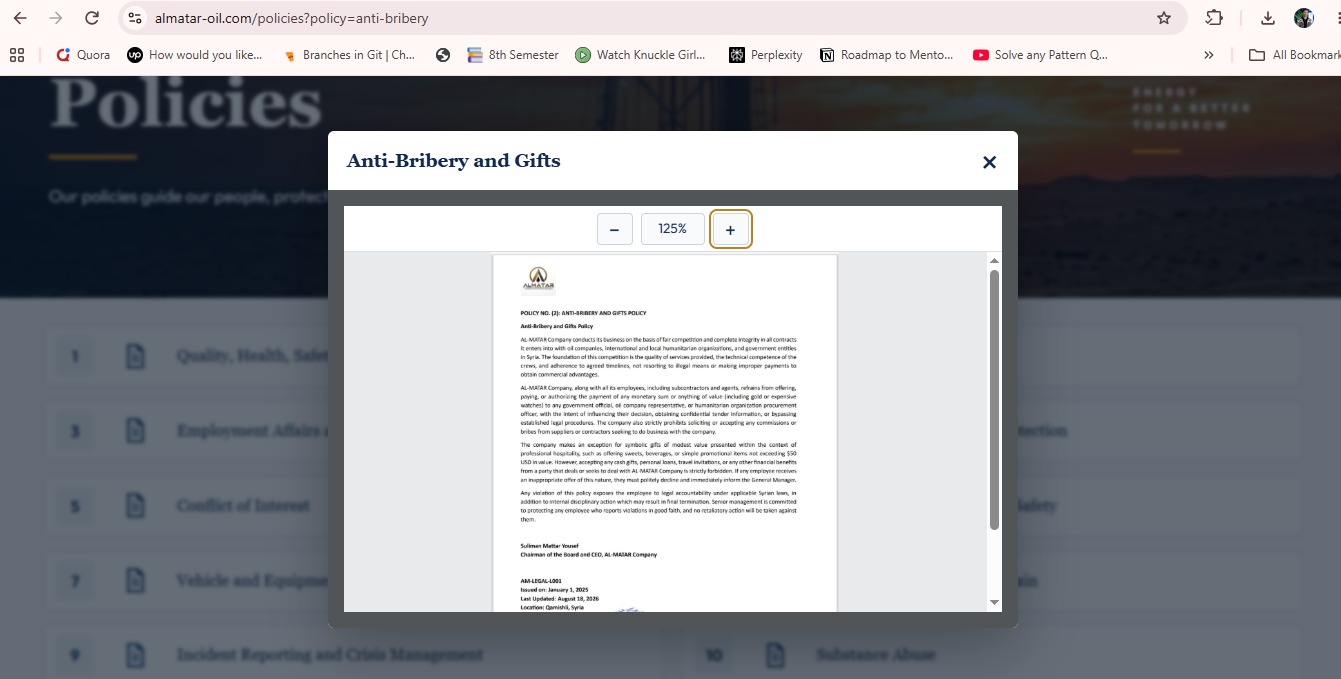 almatar-oil.com/policies?policy=anti-bribery
Quora
How would you like...
Branches in Git | Ch...
8th Semester
Watch Knuckle Girl...
Perplexity
Roadmap to Mento...
Solve any Pattern Q...
»
All Bookmark
Policies
ENERGY
FOR A BETTER
TOMORROW
Our policies guide our people, protect
Anti-Bribery and Gifts
125%
ALMATAR
POLICY NO. (2): ANTI-BRIBERY AND GIFTS POLICY
Anti-Bribery and Gifts Policy
AL-MATAR Company conducts its business on the basis of fair competition and complete integrity in all contracts
it enters into with oil companies, international and local humanitarian organizations, and government entities
in Syria. The foundation of this competition is the quality of services provided, the technical competence of the
crews, and adherence to agreed timelines, not resorting to illegal means or making improper payments to
obtain commercial advantages.
AL-MATAR Company, along with all its employees, including subcontractors and agents, refrains from offering,
paying, or authorizing the payment of any monetary sum or anything of value (including gold or expensive
watches) to any government official, oil company representative, or humanitarian organization procurement
officer, with the intent of influencing their decision, obtaining confidential tender information, or bypassing
established legal procedures. The company also strictly prohibits soliciting or accepting any commissions or
bribes from suppliers or contractors seeking to do business with the company.
The company makes an exception for symbolic gifts of modest value presented within the context of
professional hospitality, such as offering sweets, beverages, or simple promotional items not exceeding $50
USD in value. However, accepting any cash gifts, personal loans, travel invitations, or any other financial benefits
from a party that deals or seeks to deal with AL-MATAR Company is strictly forbidden. If any employee receives
an inappropriate offer of this nature, they must politely decline and immediately inform the General Manager.
Any violation of this policy exposes the employee to legal accountability under applicable Syrian laws, in
addition to internal disciplinary action which may result in final termination. Senior management is committed
to protecting any employee who reports violations in good faith, and no retaliatory action will be taken against
them.
Suliman Mattar Yousef
Chairman of the Board and CEO, AL-MATAR Company
AM-LEGAL-L001
Issued on: January 1, 2025
Last Updated: August 18, 2026
Location: Qamishli, Syria
1 Quality, Health, Safet
3 Employment Affairs a
5 Conflict of Interest
7 Vehicle and Equipme
9 Incident Reporting and Crisis Management
10 Substance Abuse